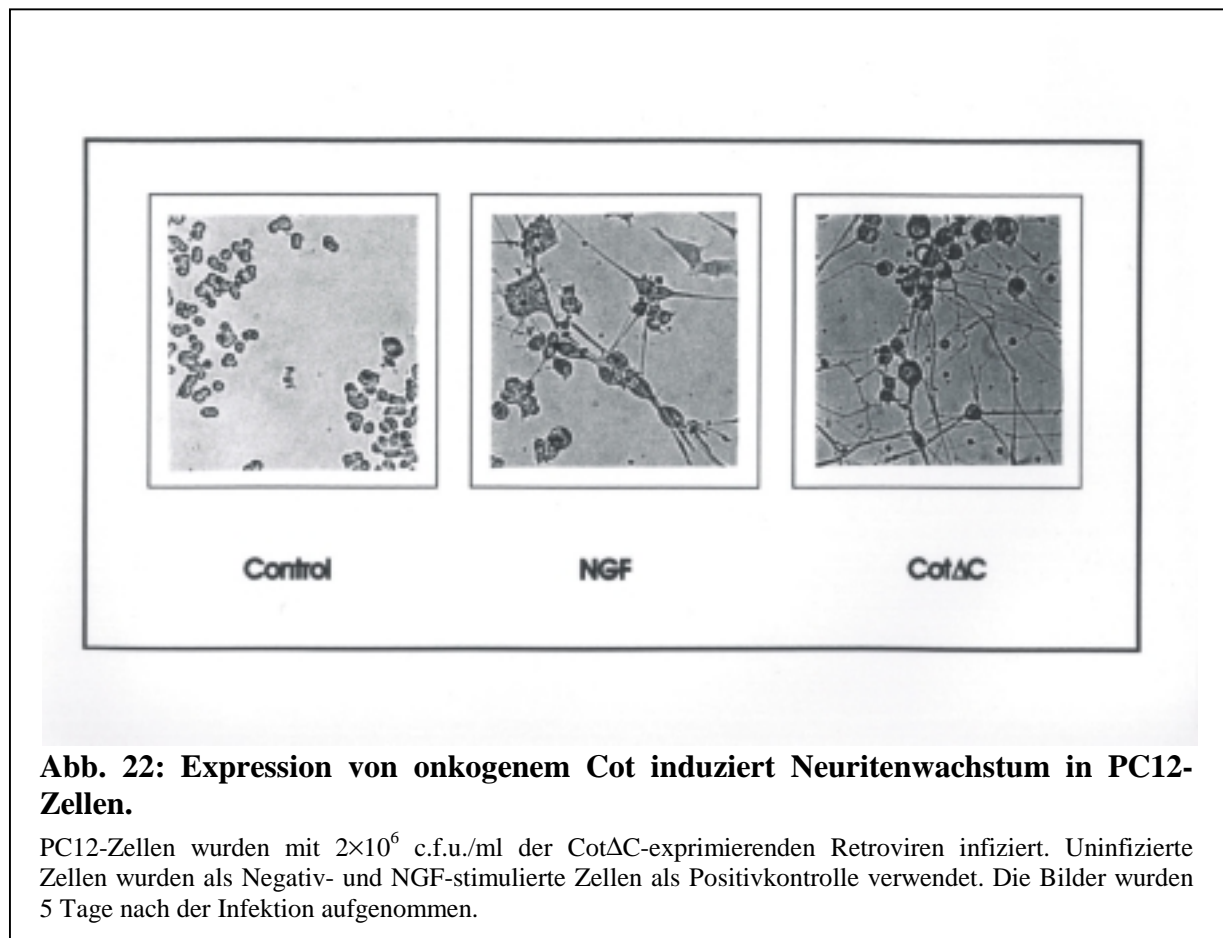 Control NGF CotΔC
Abb. 22: Expression von onkogenem Cot induziert Neuritenwachstum in PC12-
Zellen.
PC12-Zellen wurden mit 2×10⁶ c.f.u./ml der CotΔC-exprimierenden Retroviren infiziert. Uninfizierte
Zellen wurden als Negativ- und NGF-stimulierte Zellen als Positivkontrolle verwendet. Die Bilder wurden
5 Tage nach der Infektion aufgenommen.